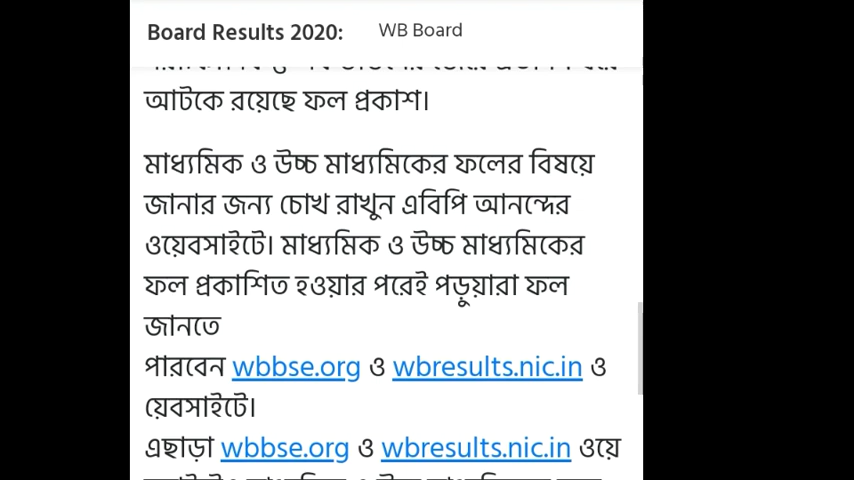 Board Results 2020: WB Board
আটকে রয়েছে ফল প্রকাশ।
মাধ্যমিক ও উচ্চ মাধ্যমিকের ফলের বিষয়ে
জানার জন্য চোখ রাখুন এবিপি আনন্দের
ওয়েবসাইটে। মাধ্যমিক ও উচ্চ মাধ্যমিকের
ফল প্রকাশিত হওয়ার পরেই পড়ুয়ারা ফল
জানতে
পারবেন wbbse.org ও wbresults.nic.in ও
য়েবসাইটে।
এছাড়া wbbse.org ও wbresults.nic.in ওয়ে